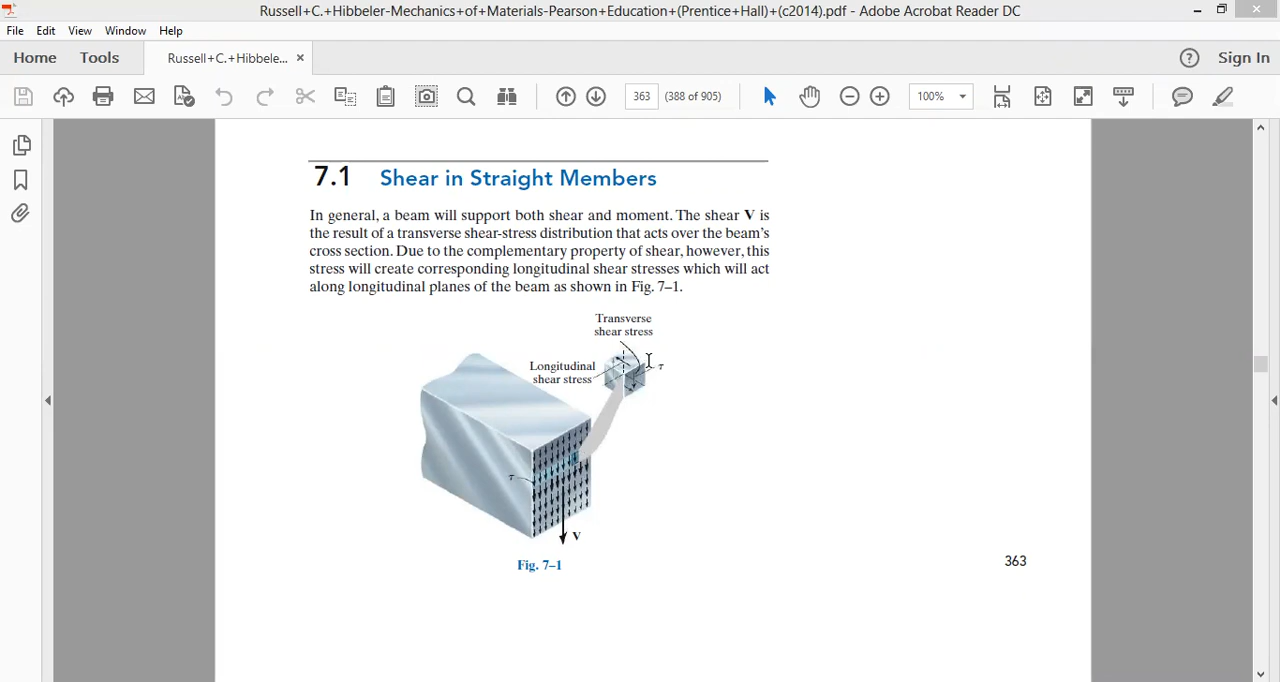 Russell+C.+Hibbeler-Mechanics+of+Materials-Pearson+Education+(Prentice+Hall)+(c2014).pdf - Adobe Acrobat Reader DC
File Edit View Window Help
Home Tools Russell+C.+Hibbele... × ? Sign In
363 (388 of 905) 100%
7.1 Shear in Straight Members
In general, a beam will support both shear and moment. The shear V is
the result of a transverse shear-stress distribution that acts over the beam's
cross section. Due to the complementary property of shear, however, this
stress will create corresponding longitudinal shear stresses which will act
along longitudinal planes of the beam as shown in Fig. 7–1.
Transverse
shear stress
Longitudinal
shear stress
τ
τ
V
Fig. 7–1
363